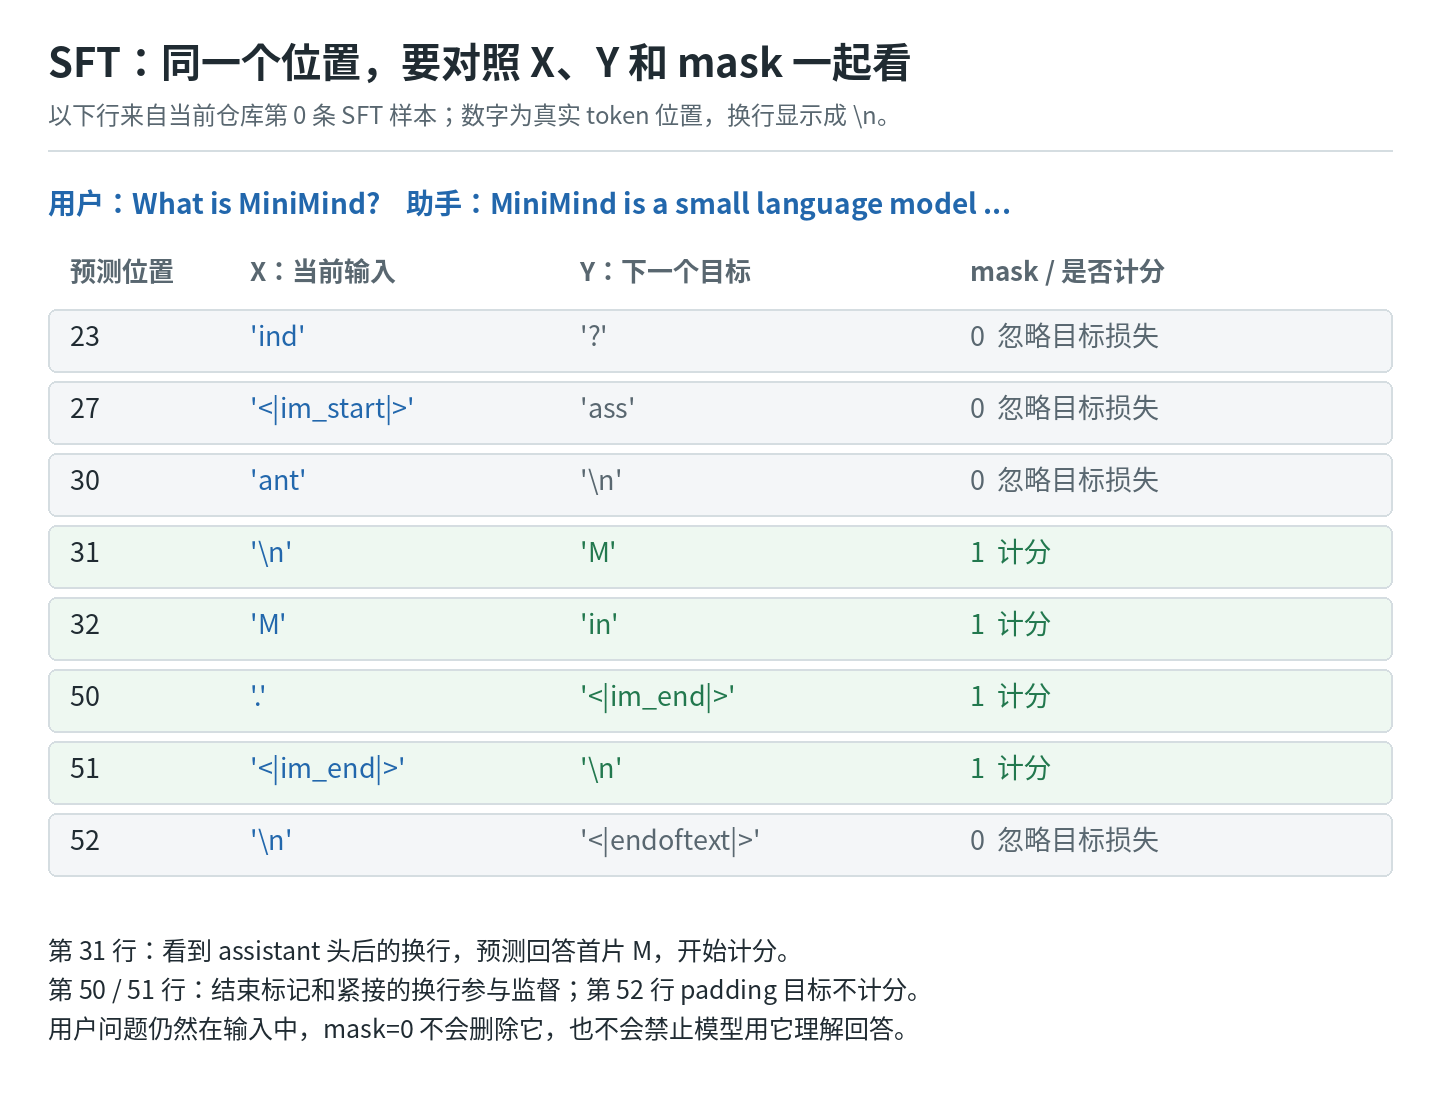 SFT：同一个位置，要对照 X、Y 和 mask 一起看
以下行来自当前仓库第 0 条 SFT 样本；数字为真实 token 位置，换行显示成 \n。
用户：What is MiniMind? 助手：MiniMind is a small language model ...
预测位置 X：当前输入 Y：下一个目标 mask / 是否计分
23 'ind' '?' 0 忽略目标损失
27 '<|im_start|>' 'ass' 0 忽略目标损失
30 'ant' '\n' 0 忽略目标损失
31 '\n' 'M' 1 计分
32 'M' 'in' 1 计分
50 '.' '<|im_end|>' 1 计分
51 '<|im_end|>' '\n' 1 计分
52 '\n' '<|endoftext|>' 0 忽略目标损失
第 31 行：看到 assistant 头后的换行，预测回答首片 M，开始计分。
第 50 / 51 行：结束标记和紧接的换行参与监督；第 52 行 padding 目标不计分。
用户问题仍然在输入中，mask=0 不会删除它，也不会禁止模型用它理解回答。